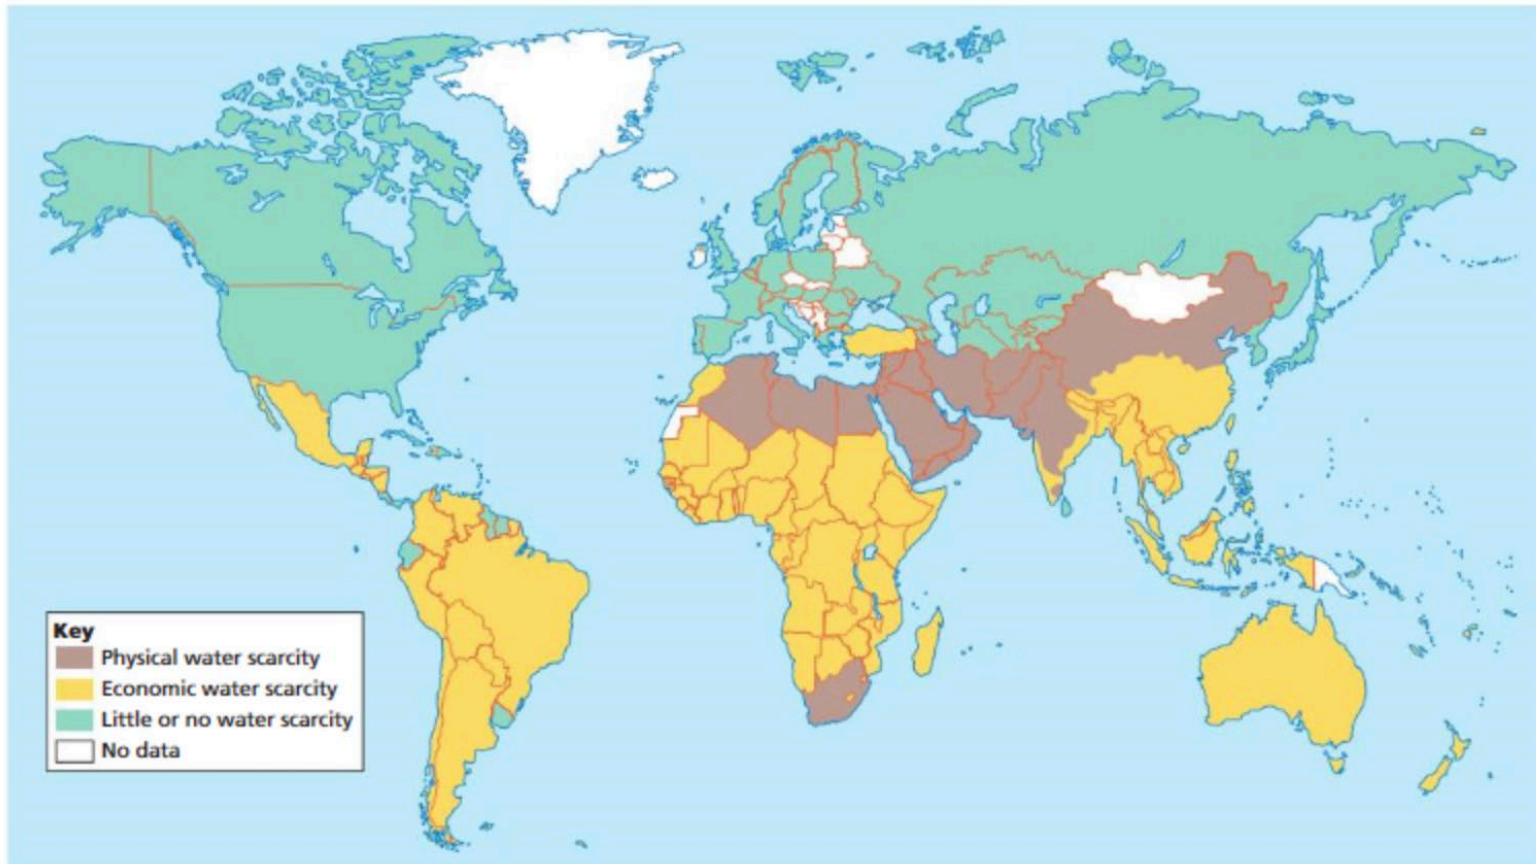 Key
Physical water scarcity
Economic water scarcity
Little or no water scarcity
No data